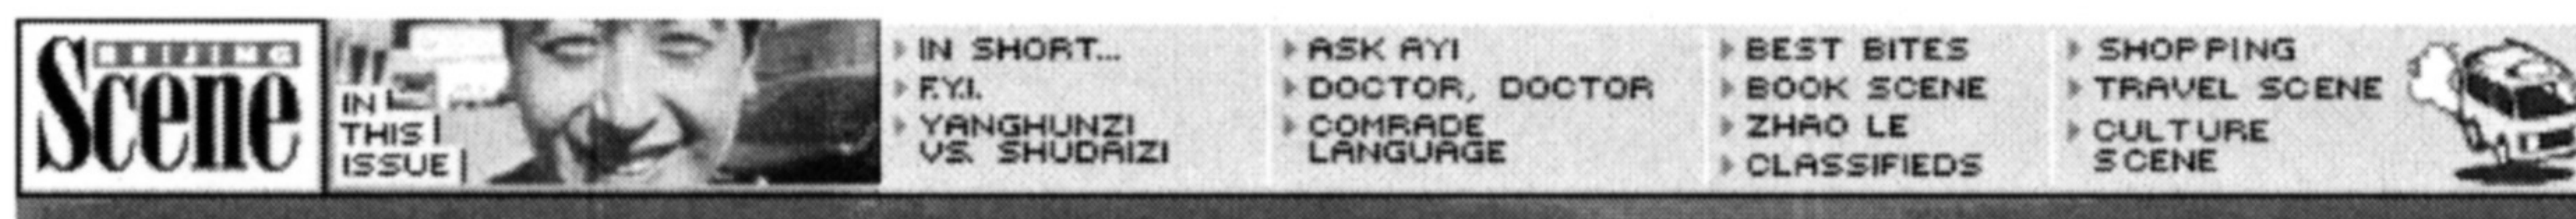 BEIJING
Scene
IN
THIS
ISSUE
IN SHORT...
F.Y.I.
YANGHUNZI
VS. SHUDAIZI
ASK AYI
DOCTOR, DOCTOR
COMRADE
LANGUAGE
BEST BITES
BOOK SCENE
ZHAO LE
CLASSIFIEDS
SHOPPING
TRAVEL SCENE
CULTURE
SCENE